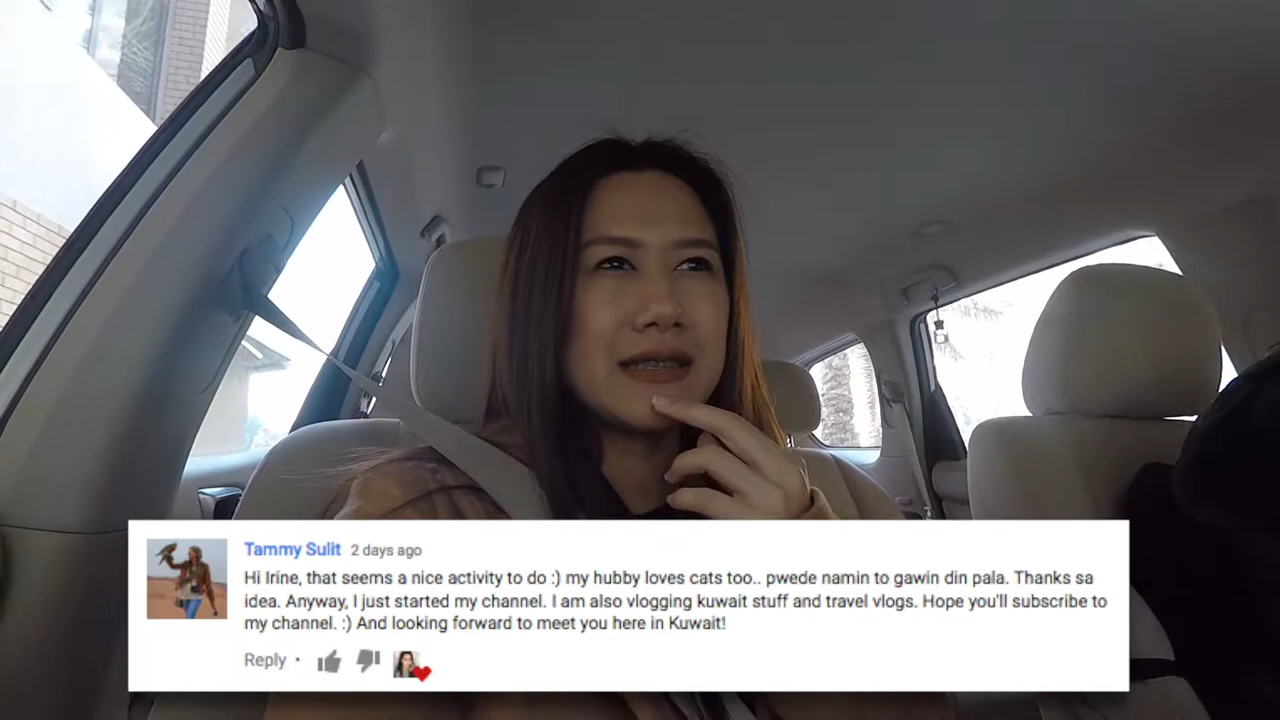 Tammy Sulit 2 days ago
Hi Irine, that seems a nice activity to do :) my hubby loves cats too.. pwede namin to gawin din pala. Thanks sa
idea. Anyway, I just started my channel. I am also vlogging kuwait stuff and travel vlogs. Hope you'll subscribe to
my channel. :) And looking forward to meet you here in Kuwait!
Reply •